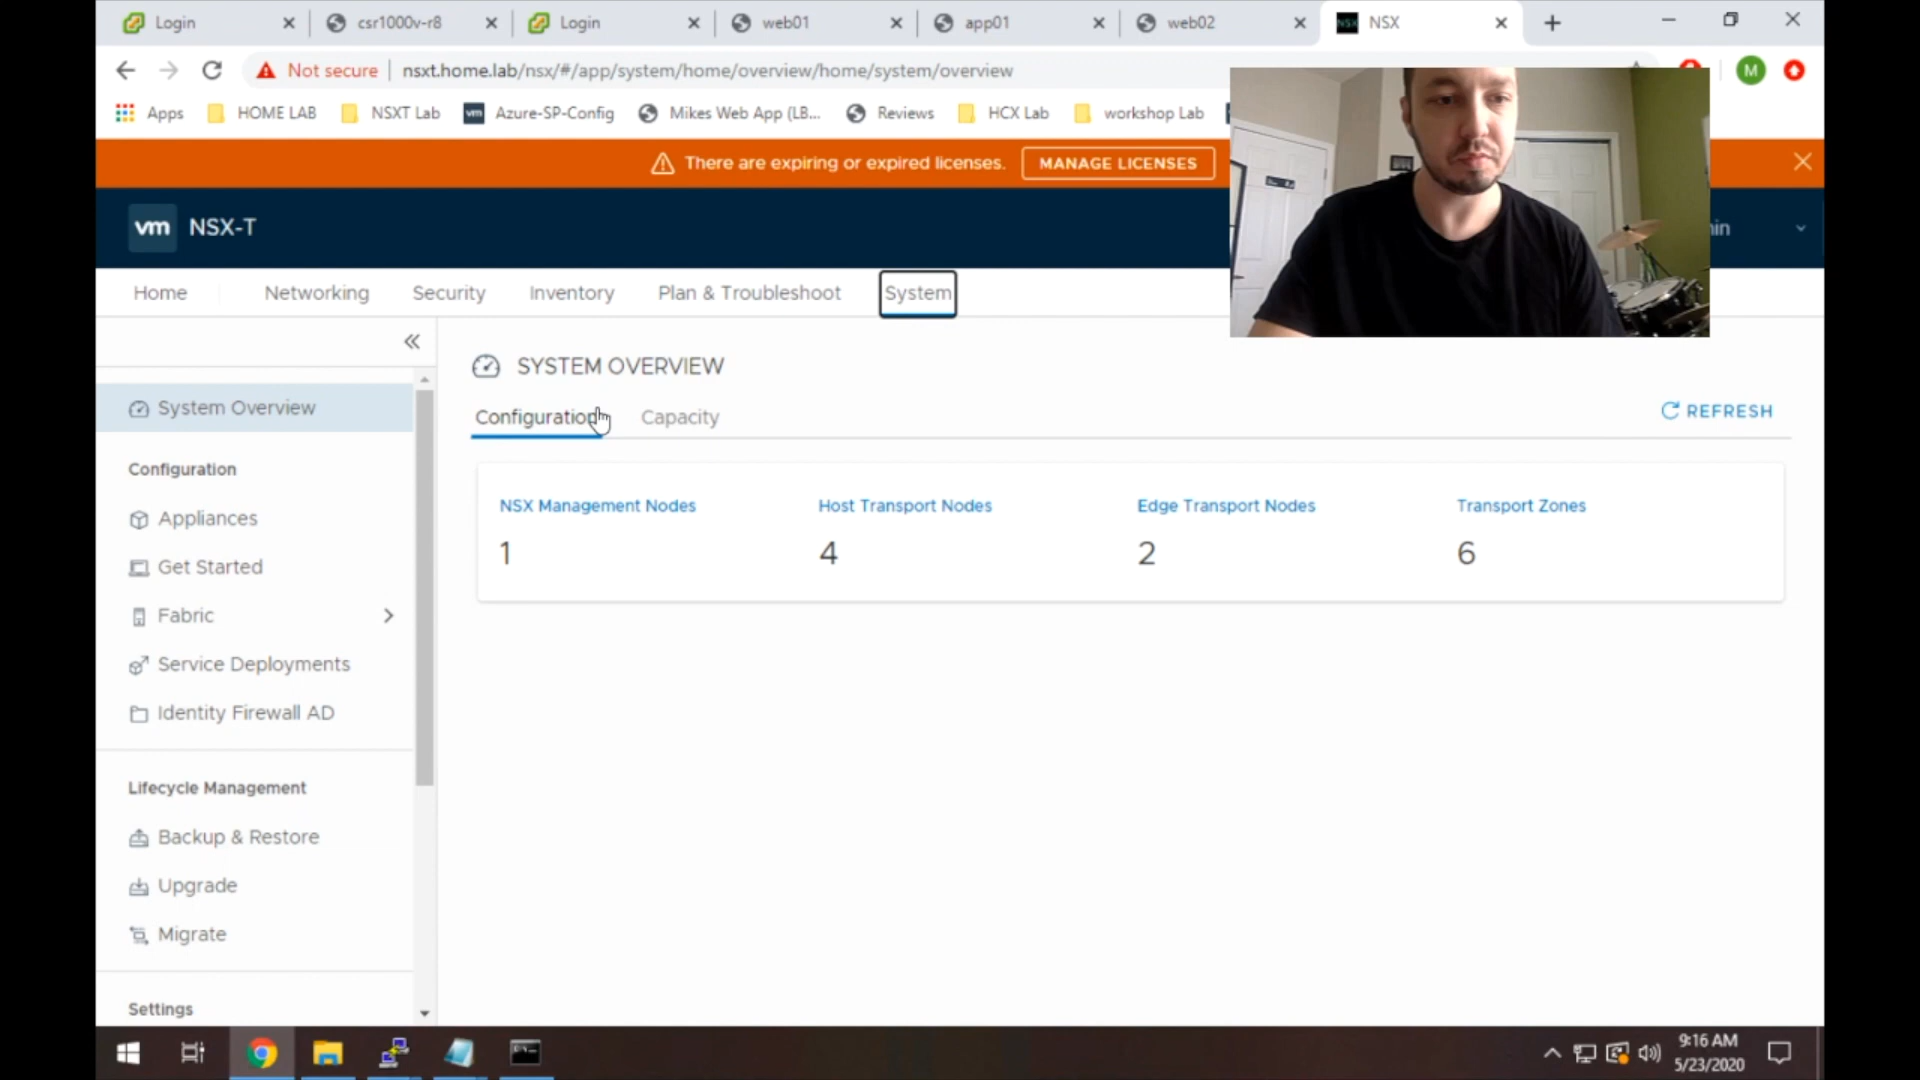 Login
csr1000v-r8
Login
web01
app01
web02
NSX
Not secure
nsxt.home.lab/nsx/#/app/system/home/overview/home/system/overview
M
Apps
HOME LAB
NSXT Lab
vm
Azure-SP-Config
Mikes Web App (LB...
Reviews
HCX Lab
workshop Lab
There are expiring or expired licenses.
MANAGE LICENSES
vm NSX-T
Home
Networking
Security
Inventory
Plan & Troubleshoot
System
System Overview
Configuration
Appliances
Get Started
Fabric
Service Deployments
Identity Firewall AD
Lifecycle Management
Backup & Restore
Upgrade
Migrate
Settings
SYSTEM OVERVIEW
Configuration
Capacity
REFRESH
NSX Management Nodes
1
Host Transport Nodes
4
Edge Transport Nodes
2
Transport Zones
6
9:16 AM
5/23/2020